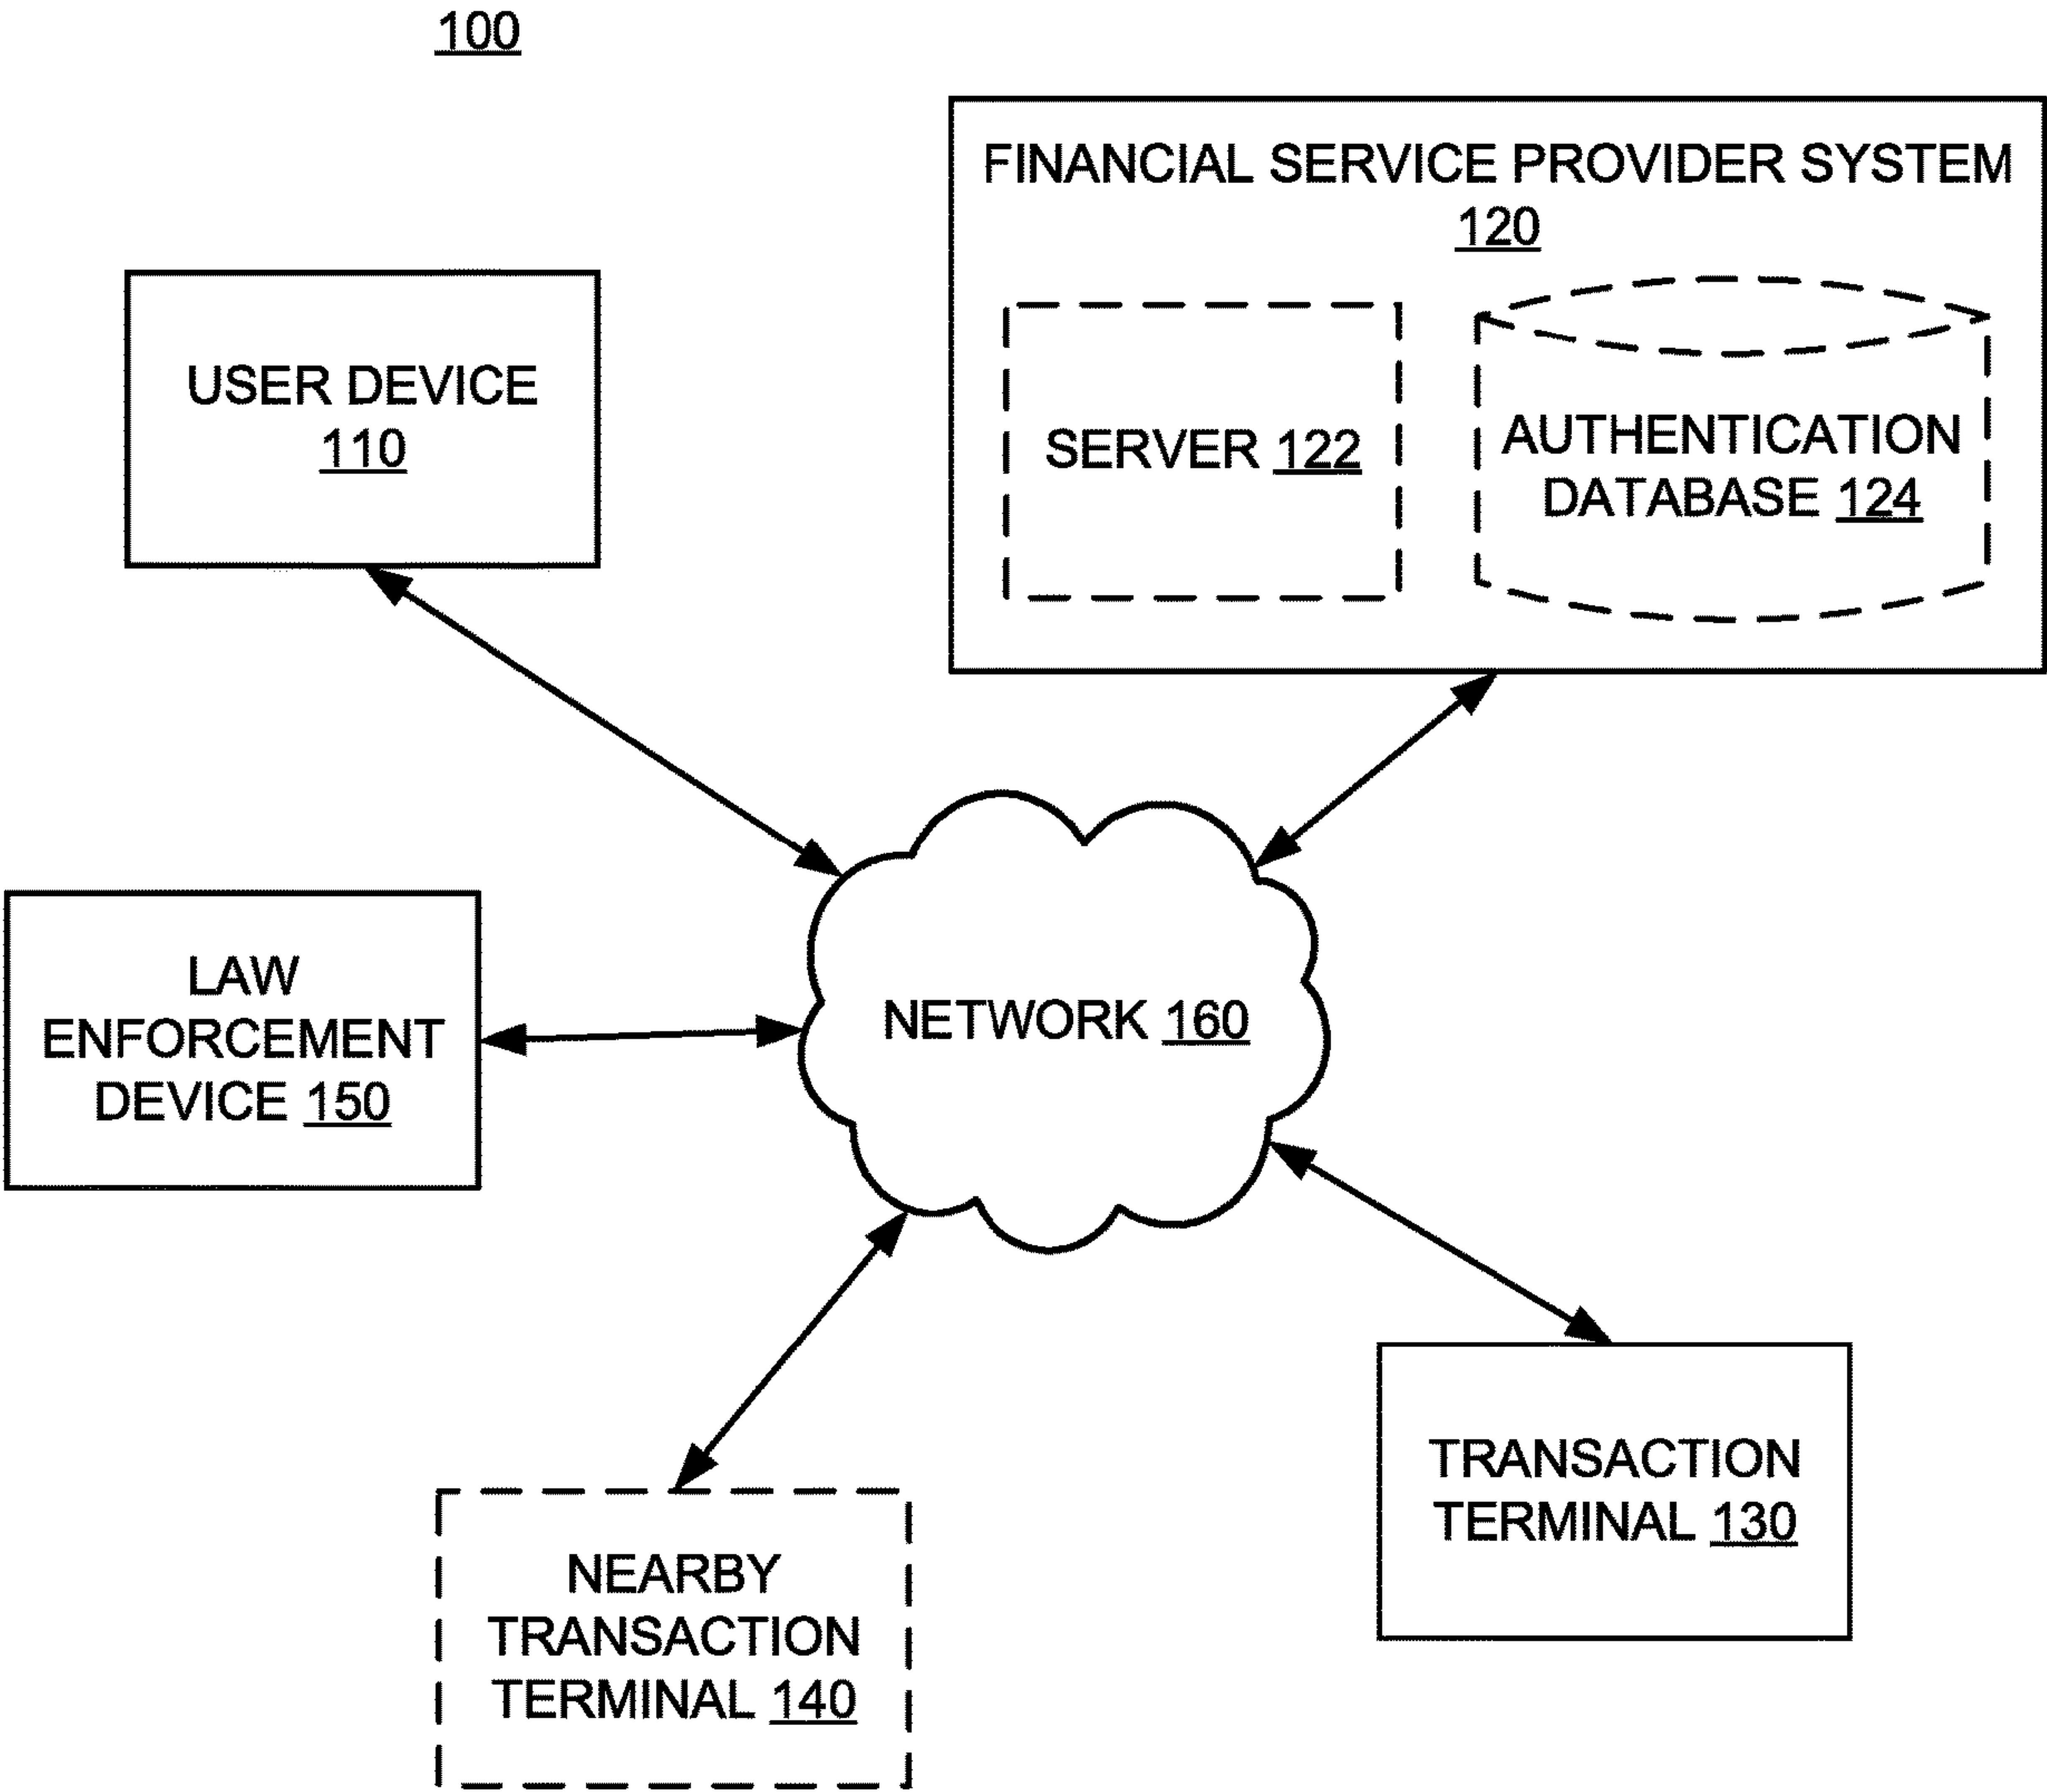 100
FINANCIAL SERVICE PROVIDER SYSTEM
120
SERVER 122
AUTHENTICATION
DATABASE 124
USER DEVICE
110
LAW
ENFORCEMENT
DEVICE 150
NETWORK 160
NEARBY
TRANSACTION
TERMINAL 140
TRANSACTION
TERMINAL 130